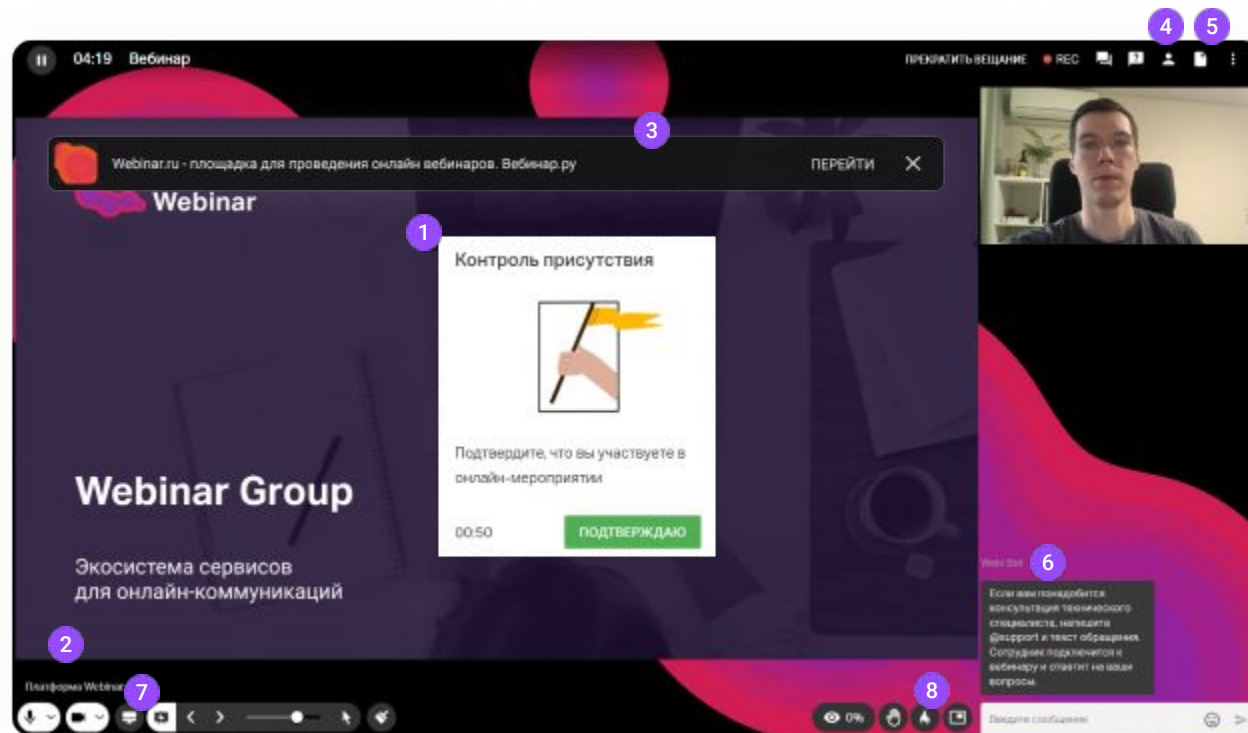 4
5
04:19 Вебинар
ПРЕКРАТИТЬ ВЕЩАНИЕ
REC
3
Webinar.ru - площадка для проведения онлайн вебинаров. Вебинар.ру
ПЕРЕЙТИ
Webinar
1
Контроль присутствия
Подтвердите, что вы участвуете в
онлайн-мероприятии
00:50
ПОДТВЕРЖДАЮ
Webinar Group
Экосистема сервисов
для онлайн-коммуникаций
6
Если вам понадобится
консультация технического
специалиста, напишите
@support и текст обращения.
Сотрудник подключится к
вебинару и ответит на ваши
вопросы.
2
Платформа Webinar
7
8
0%
Введите сообщение